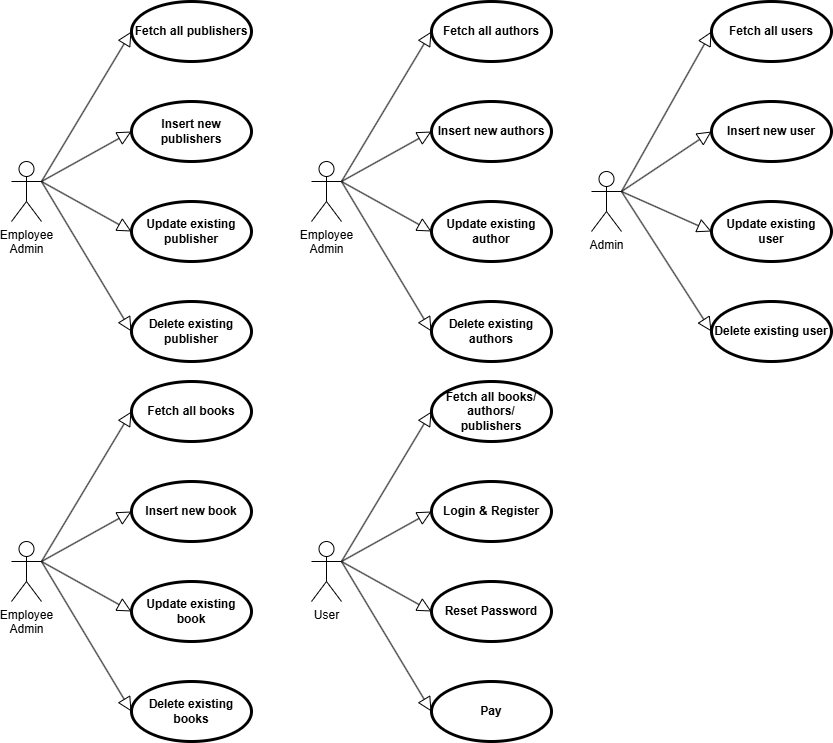 Fetch all publishers
Insert new
publishers
Employee
Admin
Update existing
publisher
Delete existing
publisher
Fetch all authors
Insert new authors
Employee
Admin
Update existing
author
Delete existing
authors
Fetch all users
Insert new user
Admin
Update existing
user
Delete existing user
Fetch all books
Insert new book
Employee
Admin
Update existing
book
Delete existing
books
Fetch all books/
authors/
publishers
Login & Register
User
Reset Password
Pay